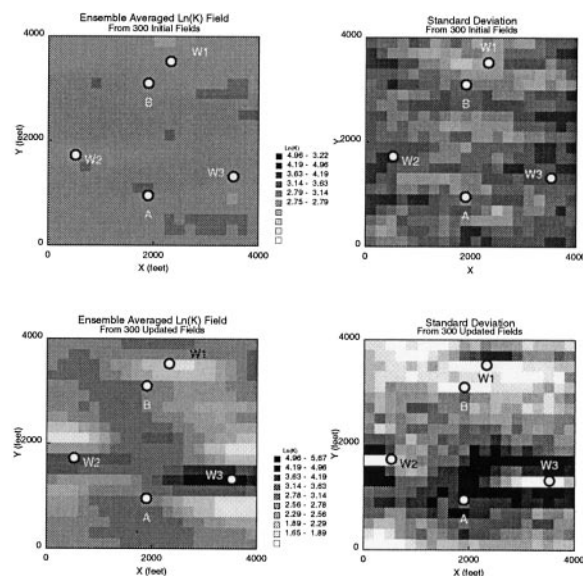 Ensemble Averaged Ln(K) Field
From 300 Initial Fields
4000
2000
0
Y (feet)
W1
B
W2
W3
A
0
2000
4000
X (feet)
Ln(K)
4.96 - 3.22
4.19 - 4.96
3.63 - 4.19
3.14 - 3.63
2.79 - 3.14
2.75 - 2.79
Standard Deviation
From 300 Initial Fields
4000
2000
0
Y (feet)
W1
B
W2
W3
A
0
2000
4000
X
Ensemble Averaged Ln(K) Field
From 300 Updated Fields
4000
2000
0
Y (feet)
W1
B
W2
W3
A
0
2000
4000
X (feet)
Ln(K)
4.96 - 5.67
4.19 - 4.96
3.63 - 4.19
3.14 - 3.63
2.78 - 3.14
2.56 - 2.78
2.29 - 2.56
1.89 - 2.29
1.65 - 1.89
Standard Deviation
From 300 Updated Fields
4000
2000
0
Y (feet)
W1
B
W2
W3
A
0
2000
4000
X (feet)